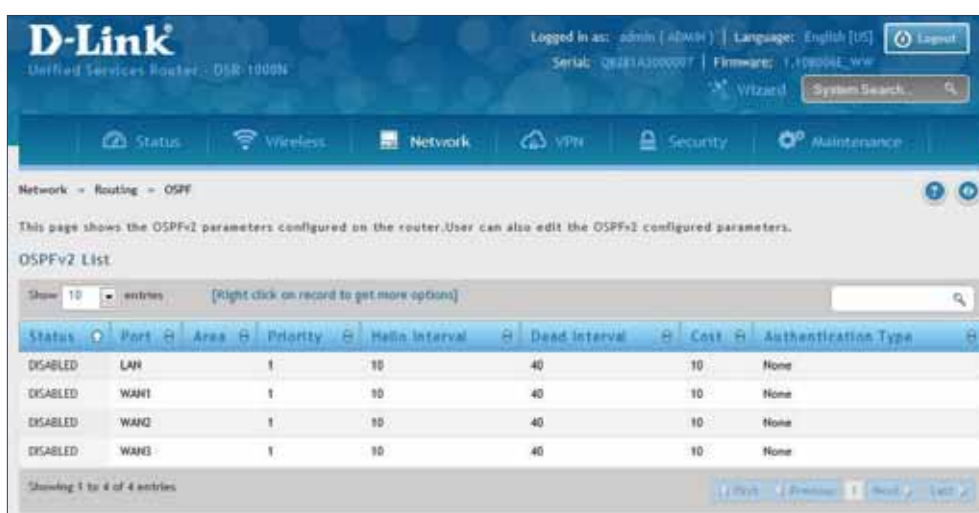 D-Link
Unified Services Router - DSR-1000N
Logged in as: admin ( ADMIN ) | Language: English [US]
Logout
Serial: | Firmware:
Wizard
System Search...
Status
Wireless
Network
VPN
Security
Maintenance
Network » Routing » OSPF
This page shows the OSPFv2 parameters configured on the router.User can also edit the OSPFv2 configured parameters.
OSPFv2 List
Show 10 entries [Right click on record to get more options]
Status Port Area Priority Hello Interval Dead Interval Cost Authentication Type
DISABLED LAN 1 10 40 10 None
DISABLED WAN1 1 10 40 10 None
DISABLED WAN2 1 10 40 10 None
DISABLED WAN3 1 10 40 10 None
Showing 1 to 4 of 4 entries
First Previous 1 Next Last